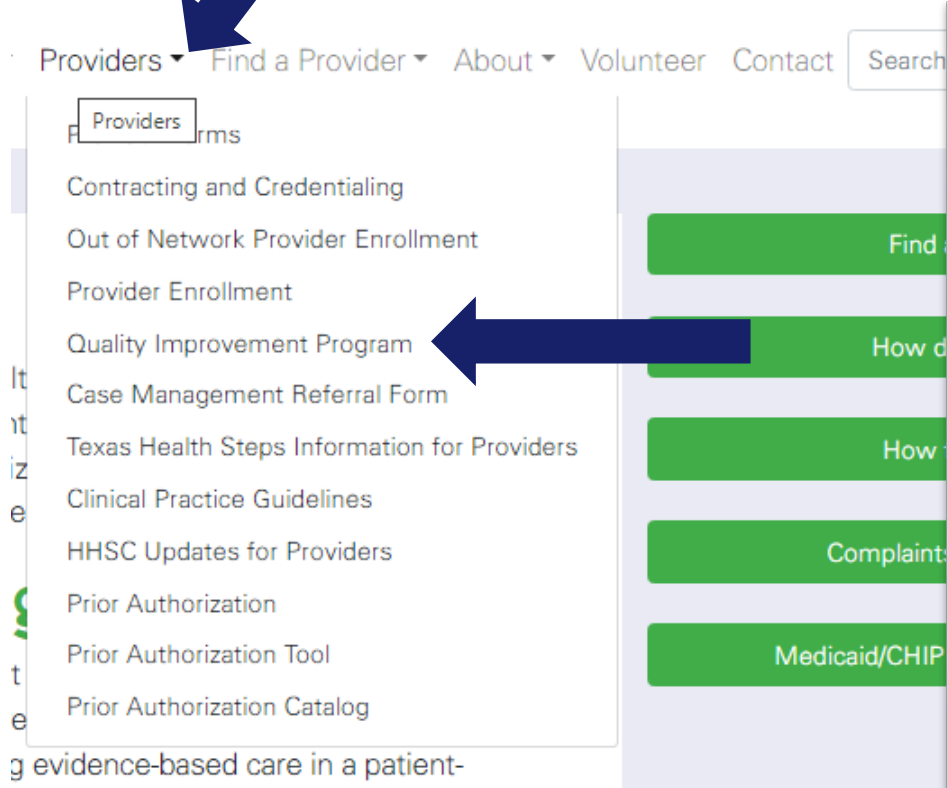 Providers Find a Provider About Volunteer Contact Search
Providers
rms
Contracting and Credentialing
Out of Network Provider Enrollment
Provider Enrollment
Quality Improvement Program
Case Management Referral Form
Texas Health Steps Information for Providers
Clinical Practice Guidelines
HHSC Updates for Providers
Prior Authorization
Prior Authorization Tool
Prior Authorization Catalog
g evidence-based care in a patient-
Find
How d
How
Complaints
Medicaid/CHIP